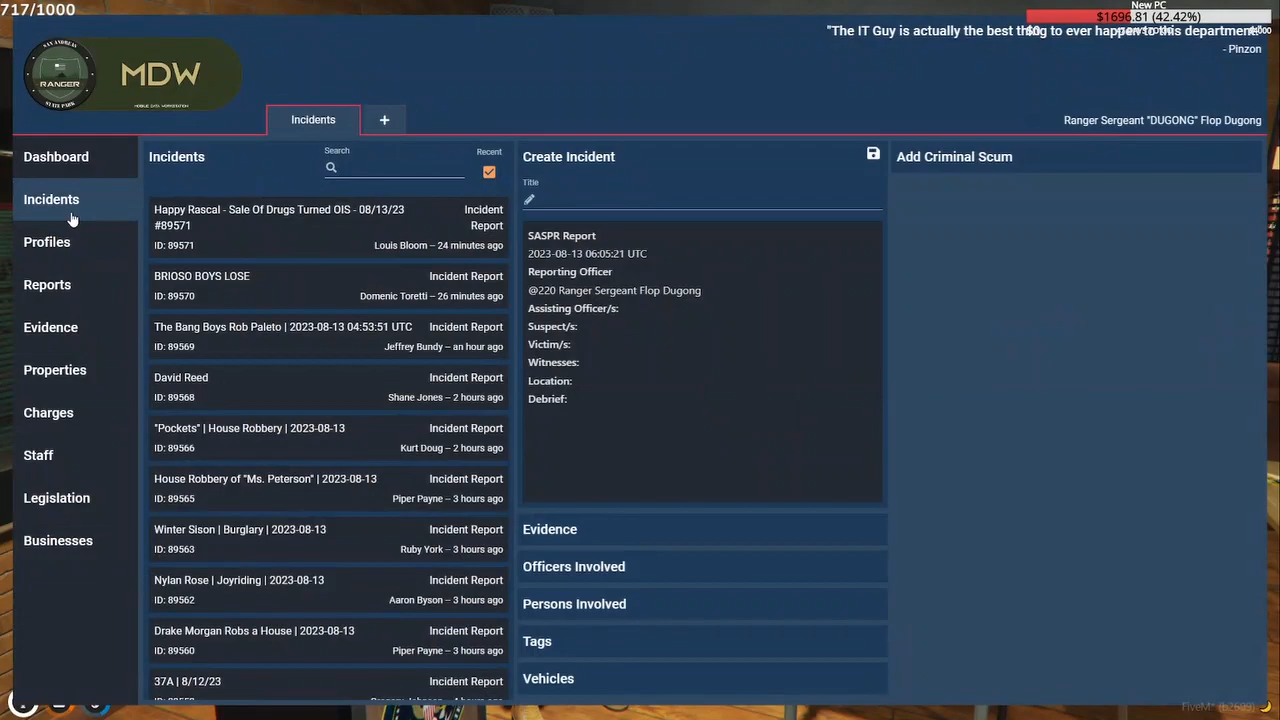 717/1000
New PC
$1696.81 (42.42%)
"The IT Guy is actually the best thing to ever happen to this department"
- Pinzon
SAN ANDREAS
RANGER
STATE PARK
MDW
MOBILE DATA WORKSTATION
Incidents
+
Ranger Sergeant "DUGONG" Flop Dugong
Dashboard
Incidents
Profiles
Reports
Evidence
Properties
Charges
Staff
Legislation
Businesses
Incidents
Search
Recent
Happy Rascal - Sale Of Drugs Turned OIS - 08/13/23 #89571
Incident Report
ID: 89571
Louis Bloom – 24 minutes ago
BRIOSO BOYS LOSE
Incident Report
ID: 89570
Domenic Toretti – 26 minutes ago
The Bang Boys Rob Paleto | 2023-08-13 04:53:51 UTC
Incident Report
ID: 89569
Jeffrey Bundy – an hour ago
David Reed
Incident Report
ID: 89568
Shane Jones – 2 hours ago
"Pockets" | House Robbery | 2023-08-13
Incident Report
ID: 89566
Kurt Doug – 2 hours ago
House Robbery of "Ms. Peterson" | 2023-08-13
Incident Report
ID: 89565
Piper Payne – 3 hours ago
Winter Sison | Burglary | 2023-08-13
Incident Report
ID: 89563
Ruby York – 3 hours ago
Nylan Rose | Joyriding | 2023-08-13
Incident Report
ID: 89562
Aaron Byson – 3 hours ago
Drake Morgan Robs a House | 2023-08-13
Incident Report
ID: 89560
Piper Payne – 3 hours ago
37A | 8/12/23
Incident Report
Create Incident
Title
SASPR Report
2023-08-13 06:05:21 UTC
Reporting Officer
@220 Ranger Sergeant Flop Dugong
Assisting Officer/s:
Suspect/s:
Victim/s:
Witnesses:
Location:
Debrief:
Evidence
Officers Involved
Persons Involved
Tags
Vehicles
Add Criminal Scum